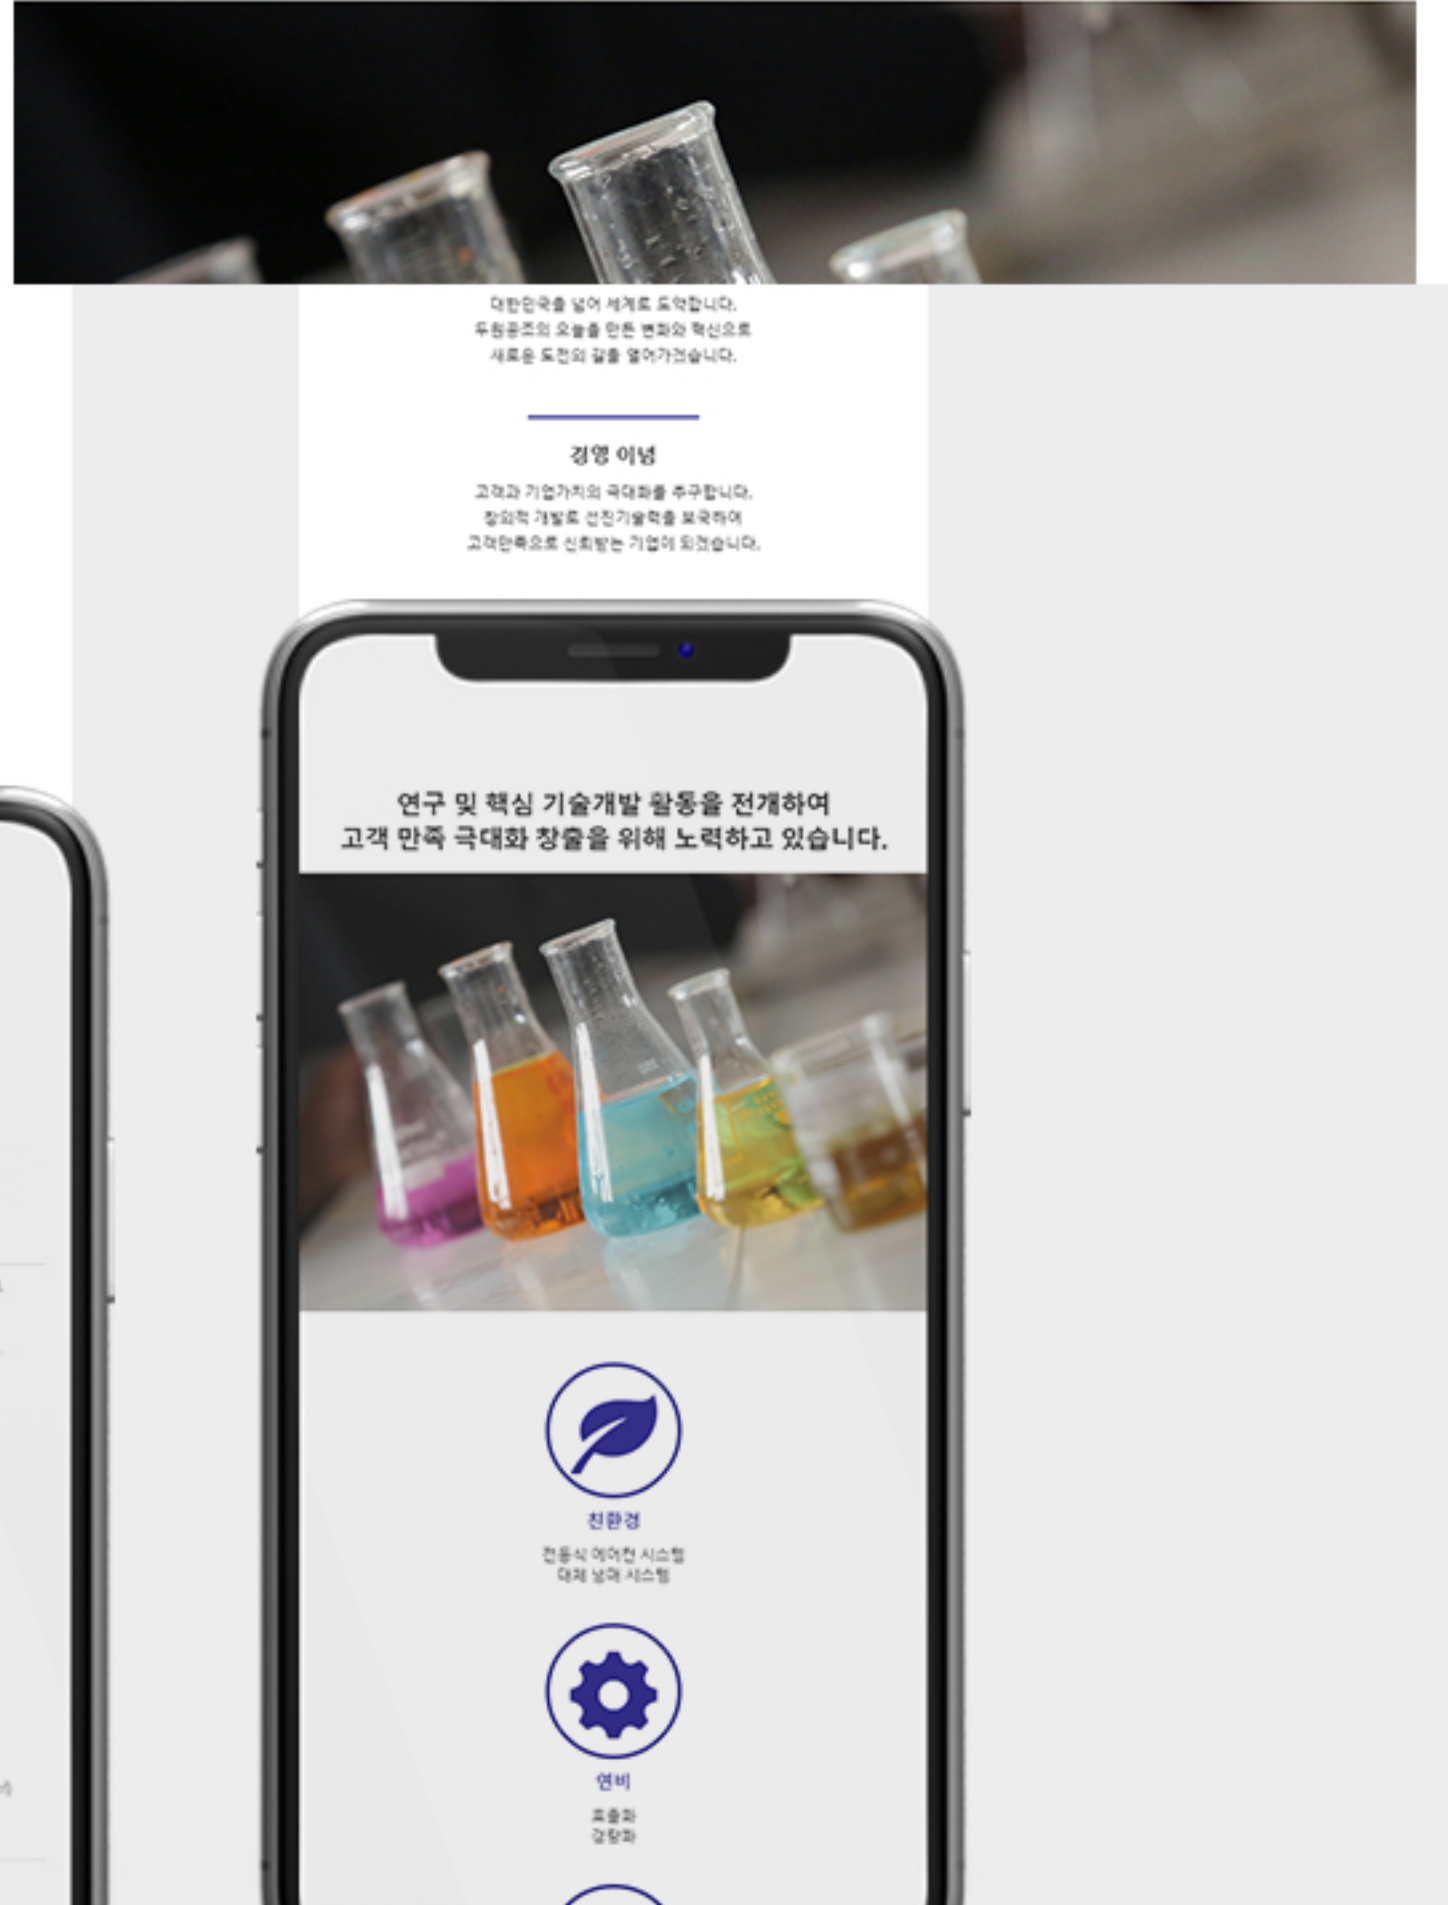 대한민국을 넘어 세계로 도약합니다.
두원공조의 오늘을 만든 변화와 혁신으로
새로운 도전의 길을 열어가겠습니다.
경영 이념
고객과 기업가치의 극대화를 추구합니다.
창의적 개발로 선진기술력을 보국하여
고객만족으로 신뢰받는 기업이 되겠습니다.
연구 및 핵심 기술개발 활동을 전개하여
고객 만족 극대화 창출을 위해 노력하고 있습니다.
친환경
전동식 에어컨 시스템
대체 냉매 시스템
연비
효율화
경량화